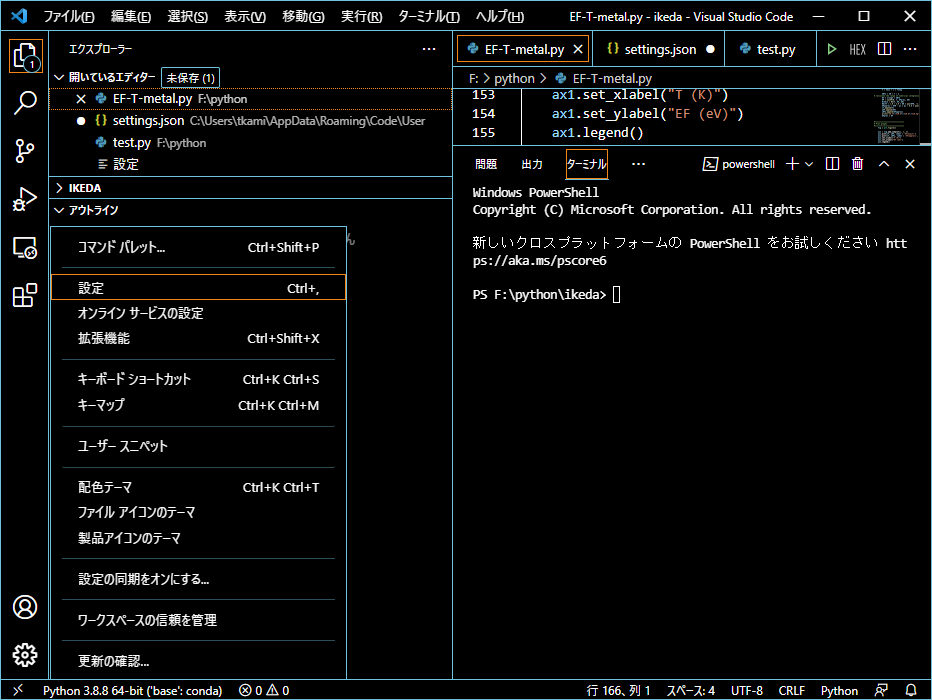 ファイル(F) 編集(E) 選択(S) 表示(V) 移動(G) 実行(R) ターミナル(T) ヘルプ(H) EF-T-metal.py - ikeda - Visual Studio Code
エクスプローラー
開いているエディター 未保存 (1)
EF-T-metal.py F:\python
settings.json C:\Users\tkami\AppData\Roaming\Code\User
test.py F:\python
設定
IKEDA
アウトライン
コマンド パレット... Ctrl+Shift+P
設定 Ctrl+,
オンライン サービスの設定
拡張機能 Ctrl+Shift+X
キーボード ショートカット Ctrl+K Ctrl+S
キーマップ Ctrl+K Ctrl+M
ユーザー スニペット
配色テーマ Ctrl+K Ctrl+T
ファイル アイコンのテーマ
製品アイコンのテーマ
設定の同期をオンにする...
ワークスペースの信頼を管理
更新の確認...
1
EF-T-metal.py settings.json test.py HEX
F: > python > EF-T-metal.py
153 ax1.set_xlabel("T (K)")
154 ax1.set_ylabel("EF (eV)")
155 ax1.legend()
問題 出力 ターミナル powershell
Windows PowerShell
Copyright (C) Microsoft Corporation. All rights reserved.
新しいクロスプラットフォームの PowerShell をお試しください htt
ps://aka.ms/pscore6
PS F:\python\ikeda>
Python 3.8.8 64-bit ('base': conda) 0 0 行 166、列 1 スペース: 4 UTF-8 CRLF Python